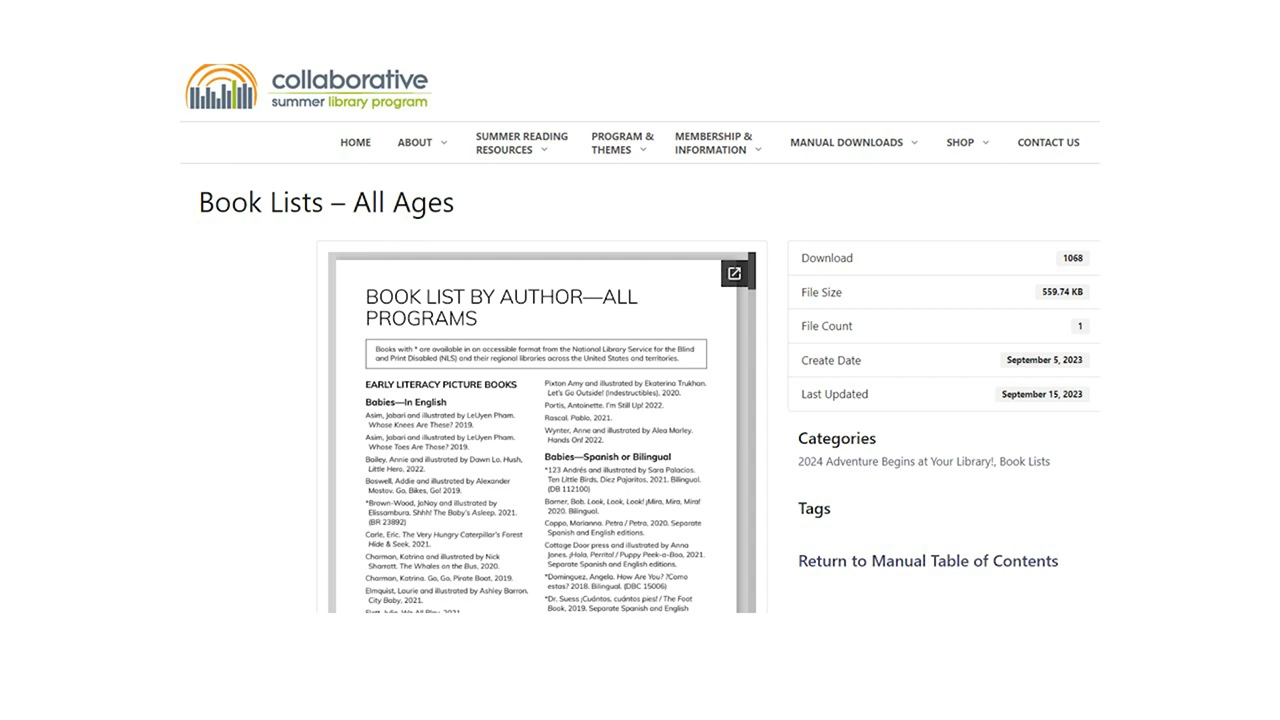 collaborative
summer library program
HOME
ABOUT
SUMMER READING
RESOURCES
PROGRAM &
THEMES
MEMBERSHIP &
INFORMATION
MANUAL DOWNLOADS
SHOP
CONTACT US
Book Lists – All Ages
BOOK LIST BY AUTHOR—ALL
PROGRAMS
Books with * are available in an accessible format from the National Library Service for the Blind
and Print Disabled (NLS) and their regional libraries across the United States and territories.
EARLY LITERACY PICTURE BOOKS
Babies—In English
Asim, Jabari and illustrated by LeUyen Pham.
Whose Knees Are These? 2019.
Asim, Jabari and illustrated by LeUyen Pham.
Whose Toes Are Those? 2019.
Bailey, Annie and illustrated by Dawn Lo. Hush,
Little Hero, 2022.
Boswell, Addie and illustrated by Alexander
Mostov. Go, Bikes, Go! 2019.
*Brown-Wood, JaNay and illustrated by
Elissambura. Shhh! The Baby's Asleep, 2021.
(BR 23892)
Carle, Eric. The Very Hungry Caterpillar's Forest
Hide & Seek, 2021.
Charman, Katrina and illustrated by Nick
Sharratt. The Whales on the Bus, 2020.
Charman, Katrina. Go, Go, Pirate Boat, 2019.
Elmquist, Laurie and illustrated by Ashley Barron.
City Baby, 2021.
Pixton Amy and illustrated by Ekaterina Trukhan.
Let's Go Outside! (Indestructibles), 2020.
Portis, Antoinette. I'm Still Up! 2022.
Rascal. Pablo, 2021.
Wynter, Anne and illustrated by Alea Marley.
Hands On! 2022.
Babies—Spanish or Bilingual
*123 Andrés and illustrated by Sara Palacios.
Ten Little Birds, Diez Pajaritos, 2021. Bilingual.
(DB 112100)
Barner, Bob. Look, Look, Look! ¡Mira, Mira, Mira!
2020. Bilingual.
Coppo, Marianna. Petra / Petra, 2020. Separate
Spanish and English editions.
Cottage Door press and illustrated by Anna
Jones. ¡Hola, Perrito! / Puppy Peek-a-Boo, 2021.
Separate Spanish and English editions.
*Dominguez, Angela. How Are You? ?Como
estas? 2018. Bilingual. (DBC 15006)
*Dr. Suess ¡Cuántos, cuántos pies! / The Foot
Book, 2019. Separate Spanish and English
Download 1068
File Size 559.74 KB
File Count 1
Create Date September 5, 2023
Last Updated September 15, 2023
Categories
2024 Adventure Begins at Your Library!, Book Lists
Tags
Return to Manual Table of Contents